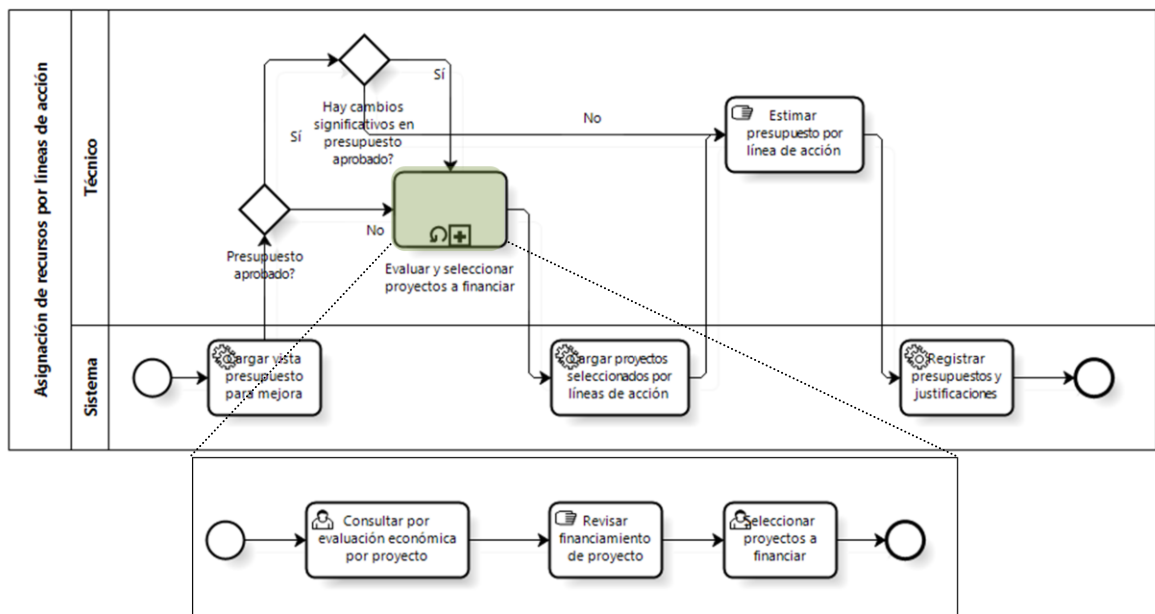 Asignación de recursos por líneas de acción
Técnico
Sistema
Sí
Hay cambios
significativos en
presupuesto
aprobado?
Sí
No
Estimar
presupuesto por
línea de acción
Presupuesto
aprobado?
No
Evaluar y seleccionar
proyectos a financiar
Cargar vista
presupuesto
para mejora
Cargar proyectos
seleccionados por
líneas de acción
Registrar
presupuestos y
justificaciones
Consultar por
evaluación económica
por proyecto
Revisar
financiamiento
de proyecto
Seleccionar
proyectos a
financiar